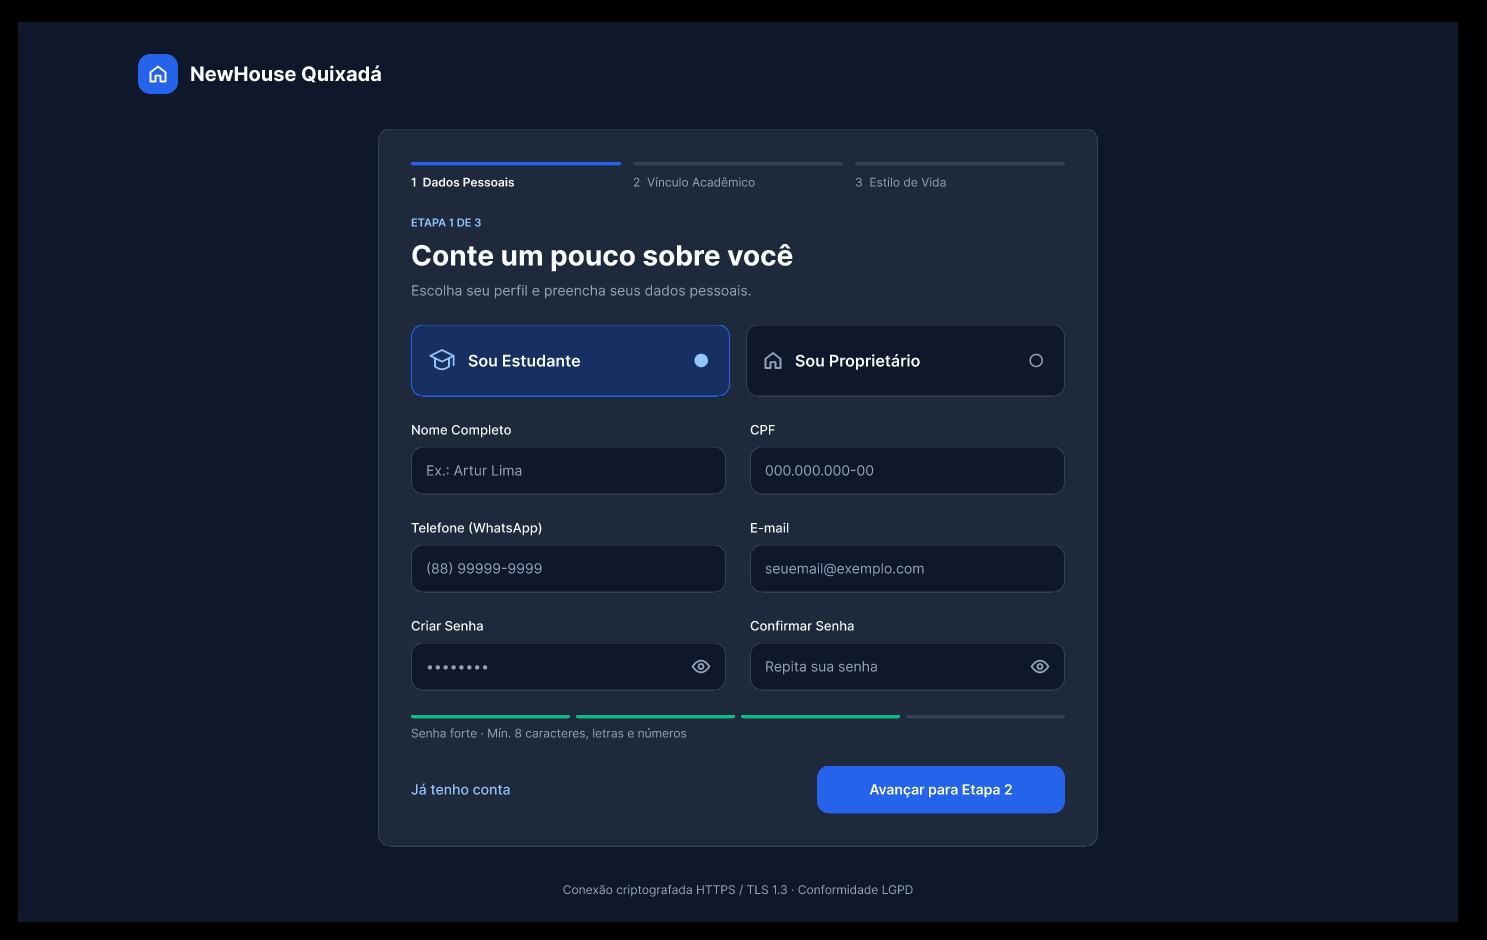 NewHouse Quixadá
1 Dados Pessoais
2 Vínculo Acadêmico
3 Estilo de Vida
ETAPA 1 DE 3
Conte um pouco sobre você
Escolha seu perfil e preencha seus dados pessoais.
Sou Estudante
Sou Proprietário
Nome Completo
CPF
Ex.: Artur Lima
000.000.000-00
Telefone (WhatsApp)
E-mail
(88) 99999-9999
seuemail@exemplo.com
Criar Senha
Confirmar Senha
••••••••
Repita sua senha
Senha forte · Mín. 8 caracteres, letras e números
Já tenho conta
Avançar para Etapa 2
Conexão criptografada HTTPS / TLS 1.3 · Conformidade LGPD